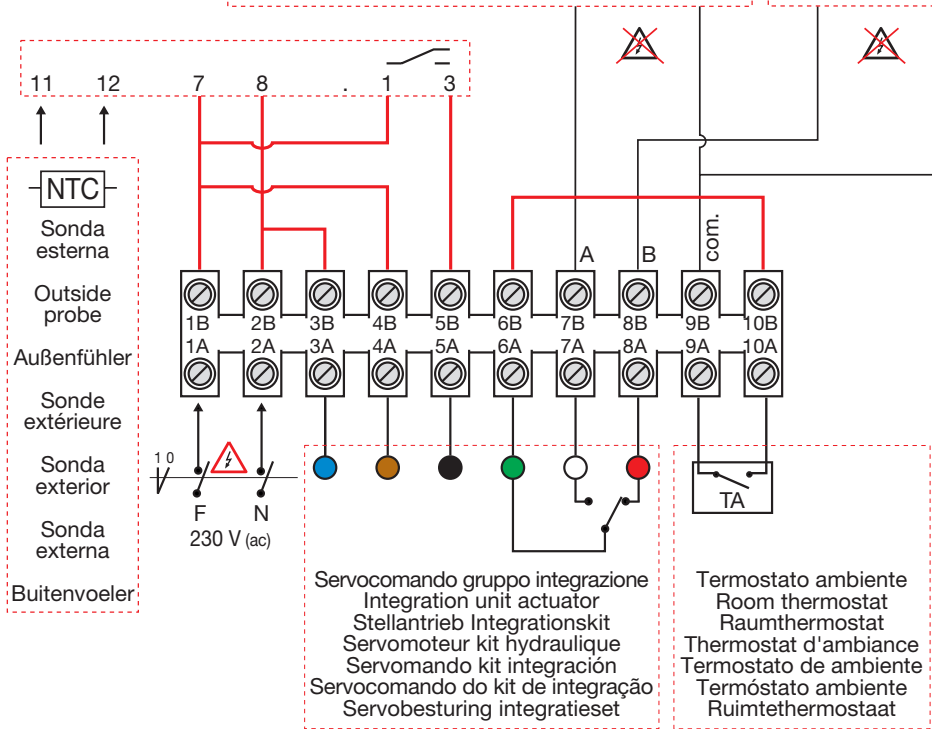 11 12 7 8 . 1 3
NTC
Sonda
esterna
Outside
probe
Außenfühler
Sonde
extérieure
Sonda
exterior
Sonda
externa
Buitenvoeler
A B com.
1B 2B 3B 4B 5B 6B 7B 8B 9B 10B
1A 2A 3A 4A 5A 6A 7A 8A 9A 10A
1 0
F N
230 V (ac)
TA
Servocomando gruppo integrazione
Integration unit actuator
Stellantrieb Integrationskit
Servomoteur kit hydraulique
Servomando kit integración
Servocomando do kit de integração
Servobesturing integratieset
Termostato ambiente
Room thermostat
Raumthermostat
Thermostat d'ambiance
Termostato de ambiente
Termóstato ambiente
Ruimtethermostaat